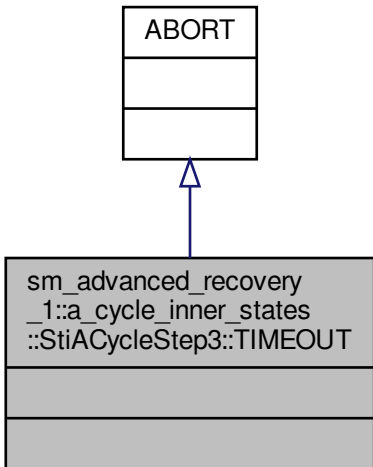 ABORT
sm_advanced_recovery
_1::a_cycle_inner_states
::StiACycleStep3::TIMEOUT